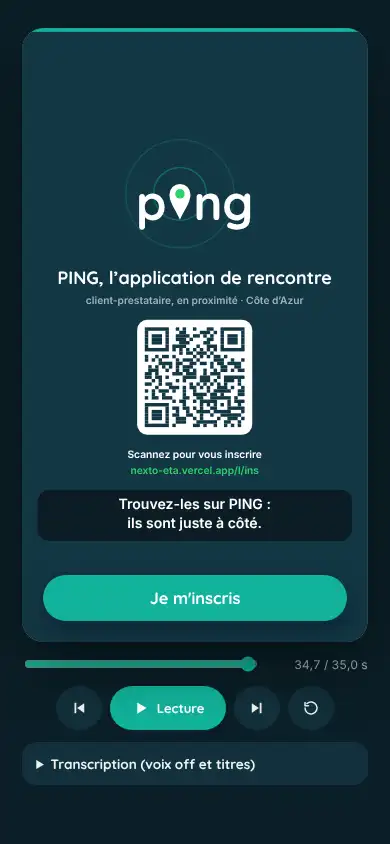 ping
PING, l’application de rencontre
client-prestataire, en proximité · Côte d’Azur
Scannez pour vous inscrire
nexto-eta.vercel.app/l/ins
Trouvez-les sur PING :
ils sont juste à côté.
Je m'inscris
34,7 / 35,0 s
Lecture
Transcription (voix off et titres)